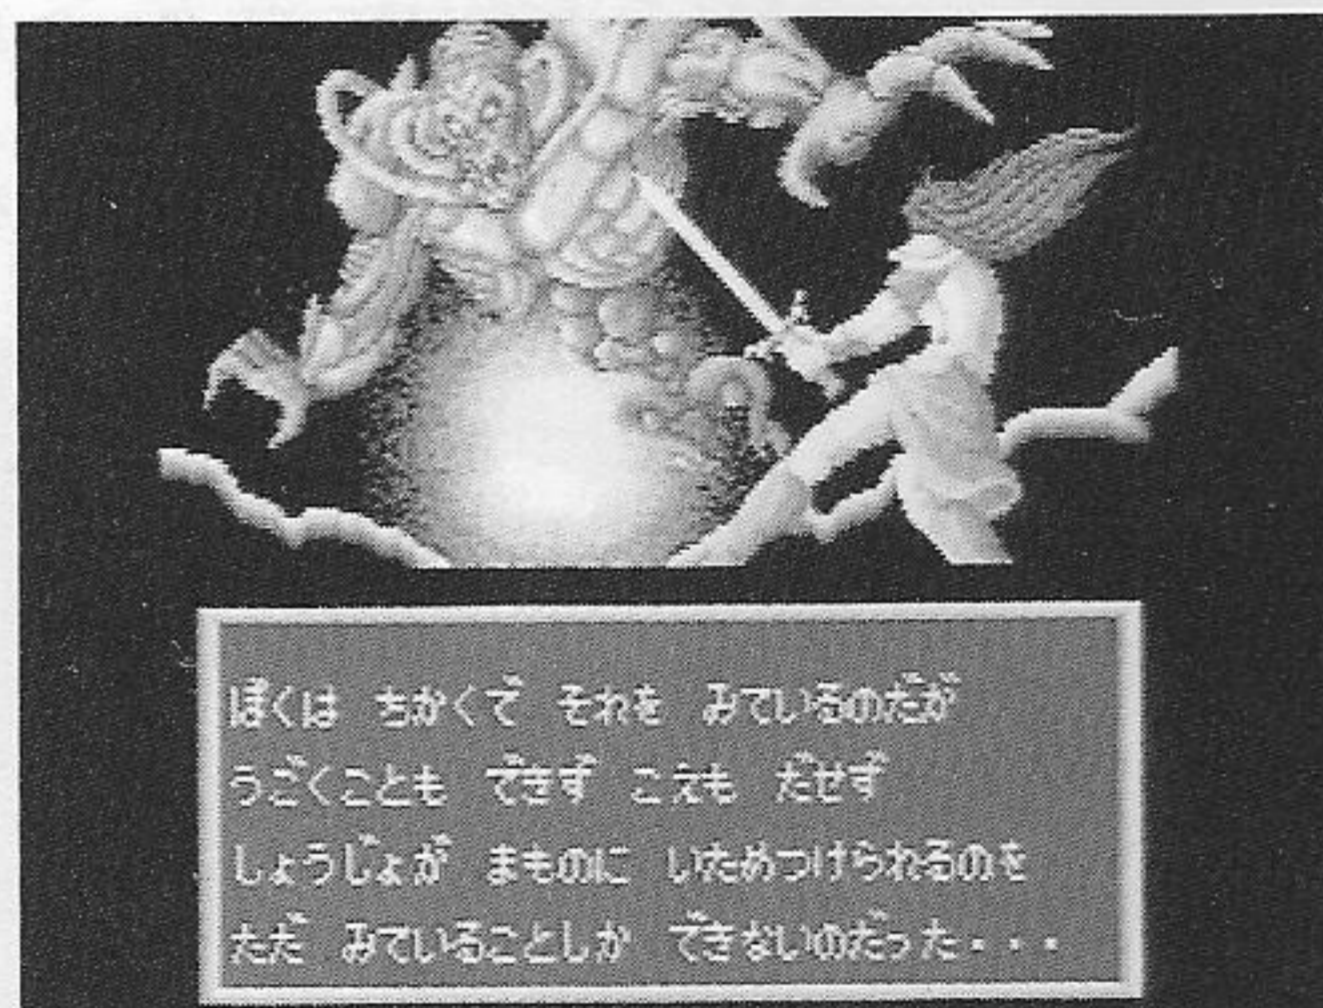 ぼくは ちかくで それを みているのだが
うごくことも できず こえも だせず
しょうじょが まものに いためつけられるのを
ただ みていることしか できないのだった・・・